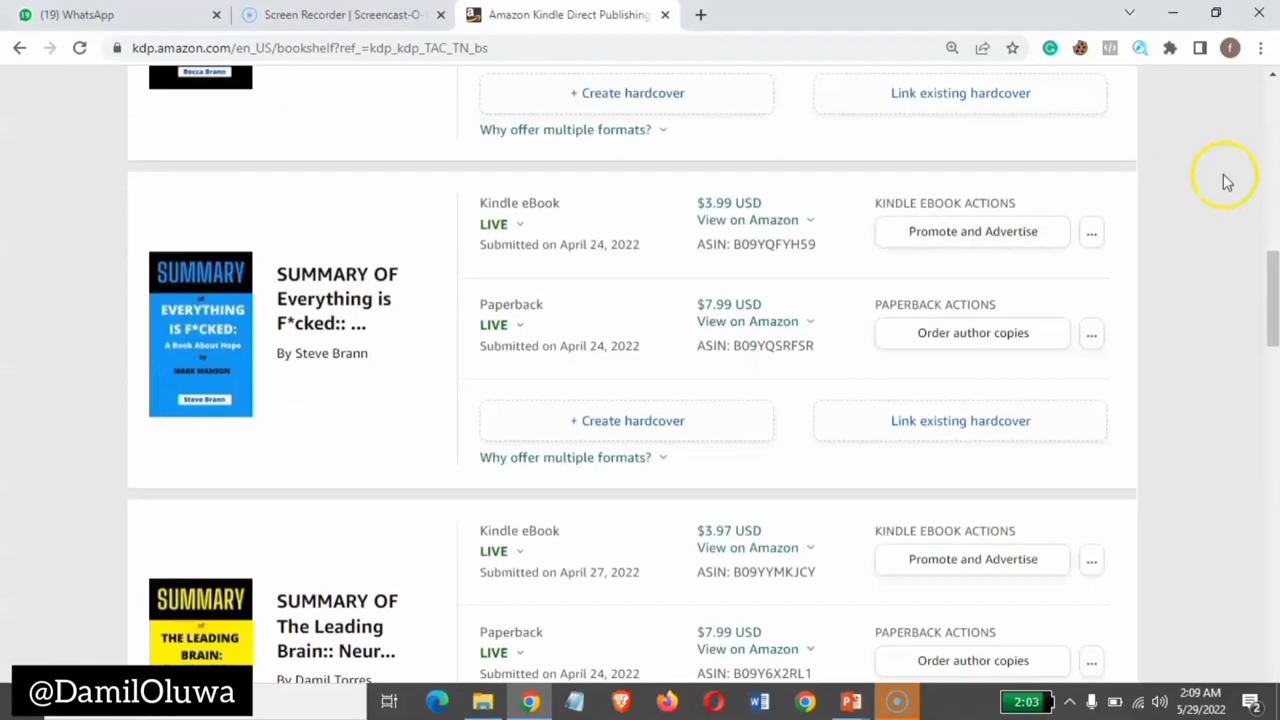 (19) WhatsApp
Screen Recorder | Screencast-O-
Amazon Kindle Direct Publishing
kdp.amazon.com/en_US/bookshelf?ref_=kdp_kdp_TAC_TN_bs
Becca Brann
+ Create hardcover
Link existing hardcover
Why offer multiple formats?
SUMMARY
of
EVERYTHING
IS F*CKED:
A Book About Hope
by
MARK MANSON
Steve Brann
SUMMARY OF
Everything is
F*cked:: ...
By Steve Brann
Kindle eBook
LIVE
Submitted on April 24, 2022
$3.99 USD
View on Amazon
ASIN: B09YQFYH59
KINDLE EBOOK ACTIONS
Promote and Advertise
...
Paperback
LIVE
Submitted on April 24, 2022
$7.99 USD
View on Amazon
ASIN: B09YQSRFSR
PAPERBACK ACTIONS
Order author copies
...
+ Create hardcover
Link existing hardcover
Why offer multiple formats?
SUMMARY
of
THE LEADING
BRAIN:
SUMMARY OF
The Leading
Brain:: Neur...
By Damil Torres
Kindle eBook
LIVE
Submitted on April 27, 2022
$3.97 USD
View on Amazon
ASIN: B09YYMKJCY
KINDLE EBOOK ACTIONS
Promote and Advertise
...
Paperback
LIVE
Submitted on April 24, 2022
$7.99 USD
View on Amazon
ASIN: B09Y6X2RL1
PAPERBACK ACTIONS
Order author copies
...
@DamilOluwa
2:03
2:09 AM
5/29/2022